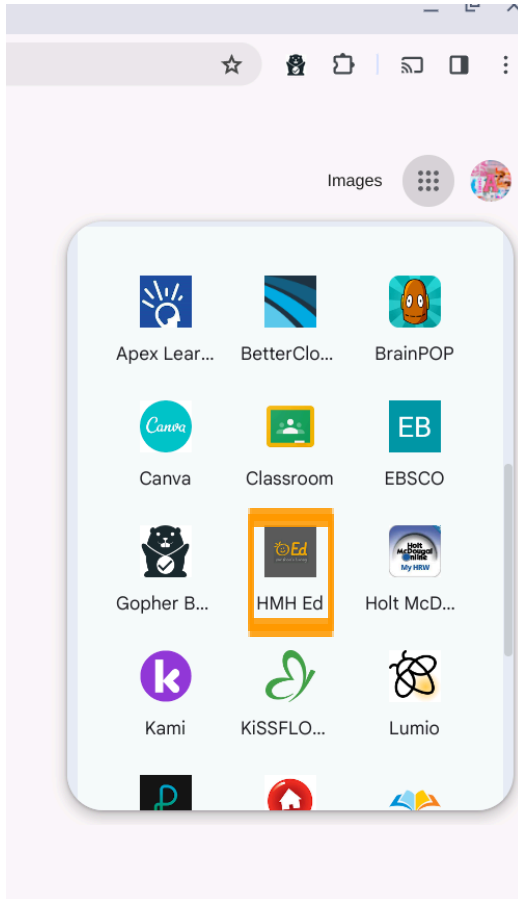 Images
Apex Lear...
BetterClo...
BrainPOP
Canva
Canva
Classroom
EB
EBSCO
Ed
Gopher B...
HMH Ed
Holt
McDougal
Online
My HRW
Holt McD...
k
Kami
KiSSFLO...
Lumio